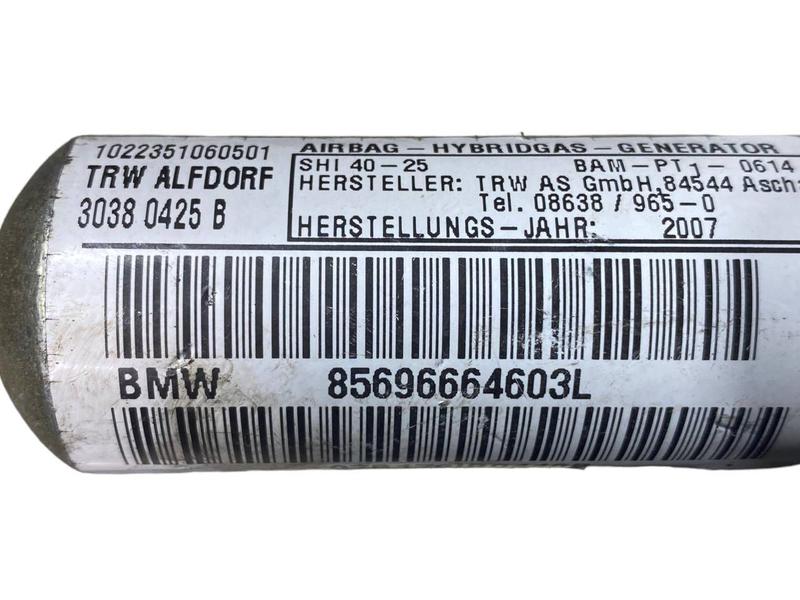 1022351060501
TRW ALFDORF
3038 0425 B
AIRBAG - HYBRIDGAS - GENERATOR
SHI 40-25 BAM-PT1- 0614
HERSTELLER: TRW AS GmbH, 84544 Asch
Tel. 08638 / 965-0
HERSTELLUNGS-JAHR: 2007
BMW 85696664603L